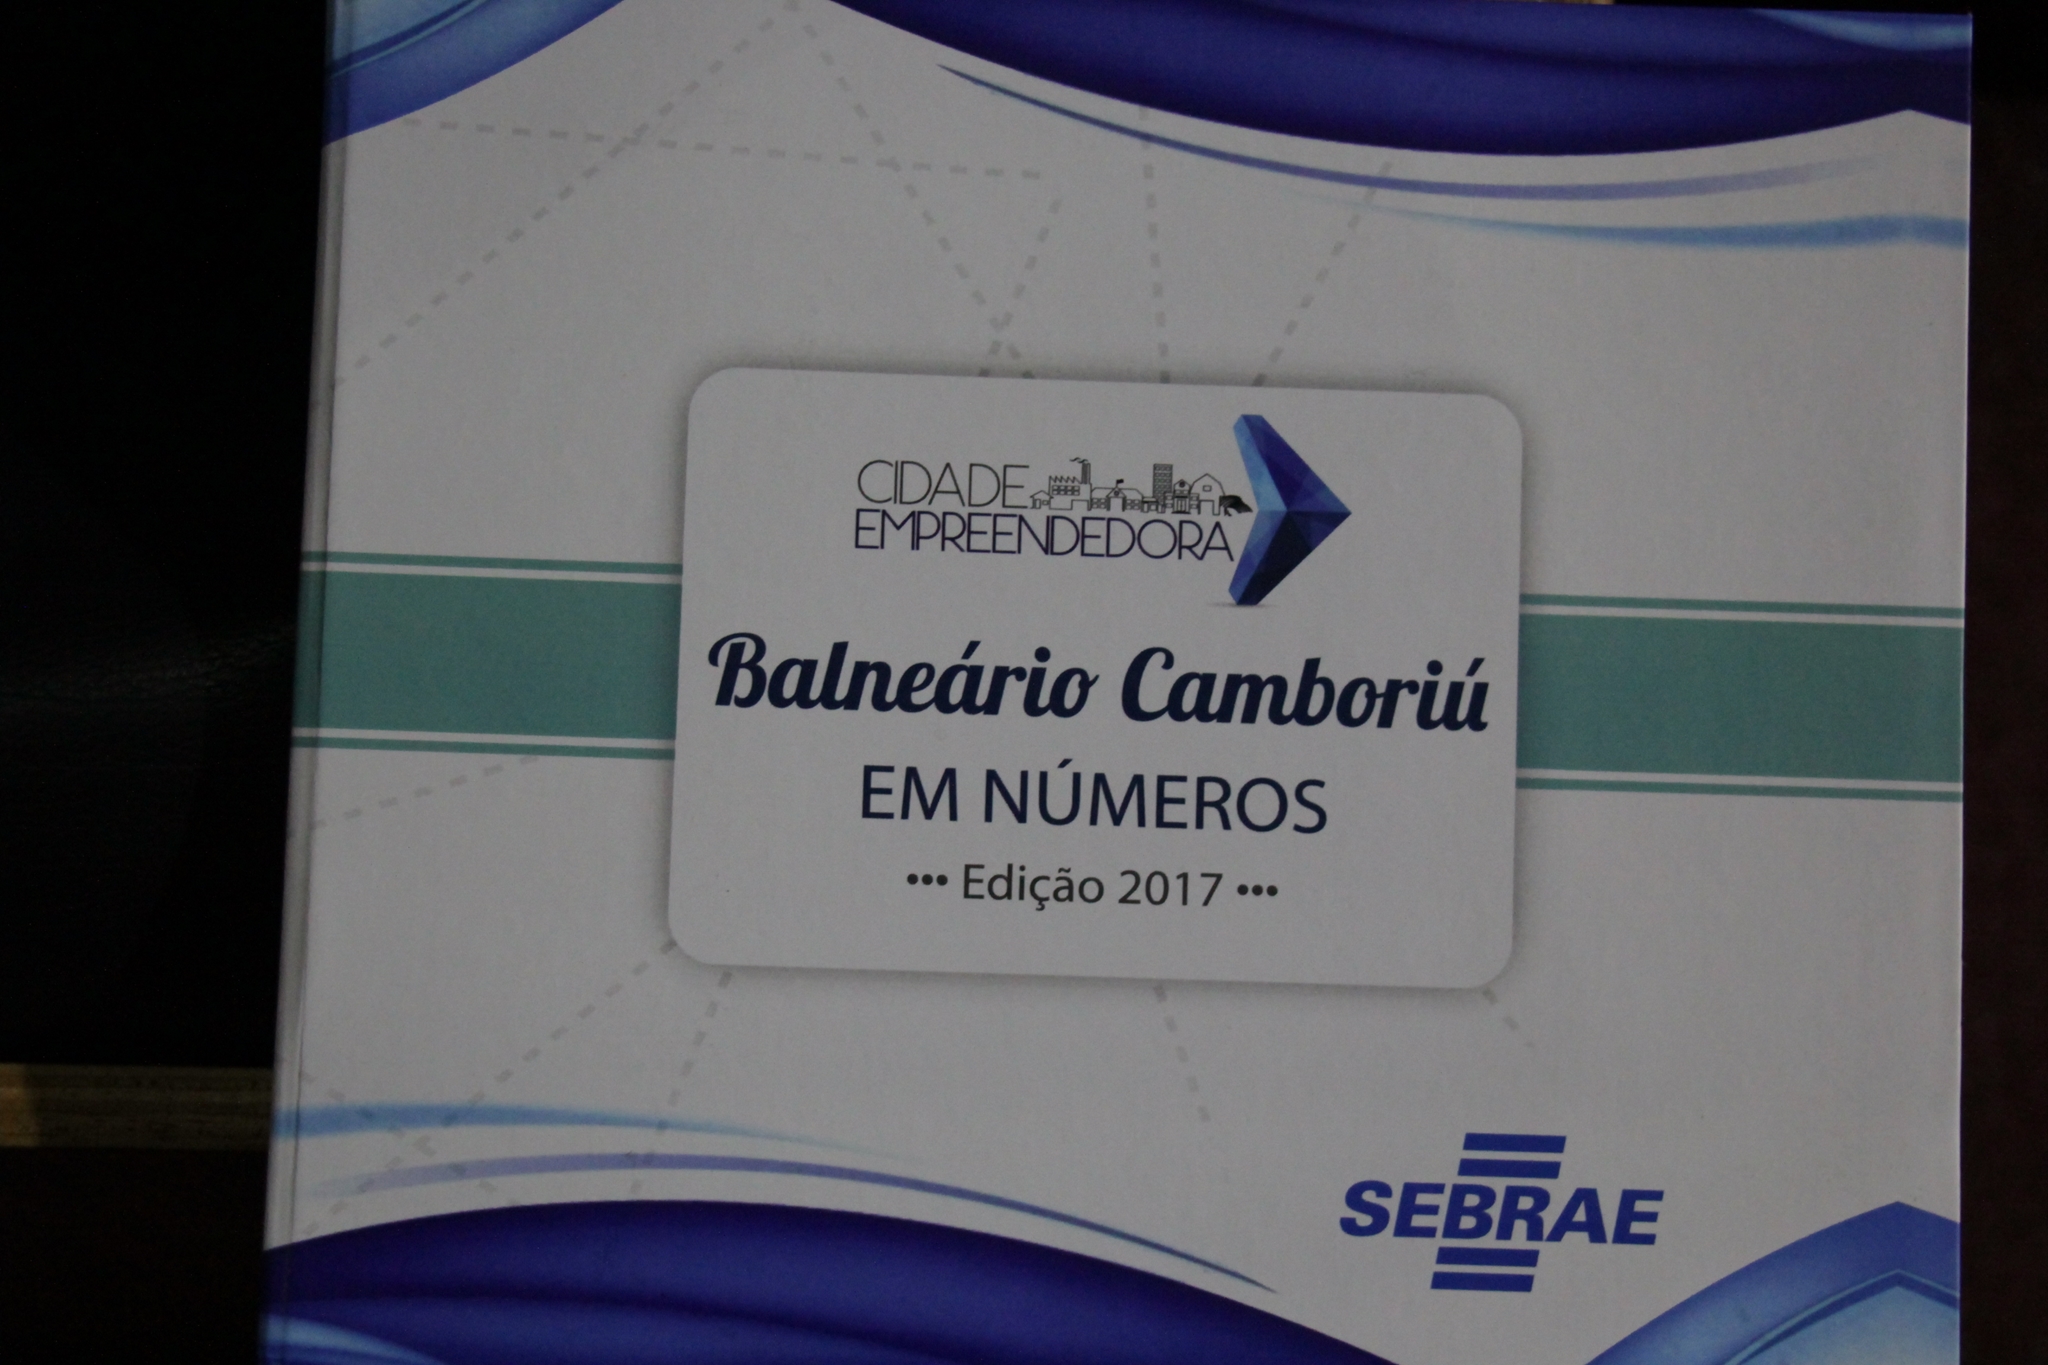 CIDADE
EMPREENDEDORA
Balneário Camboriú
EM NÚMEROS
••• Edição 2017 •••
SEBRAE